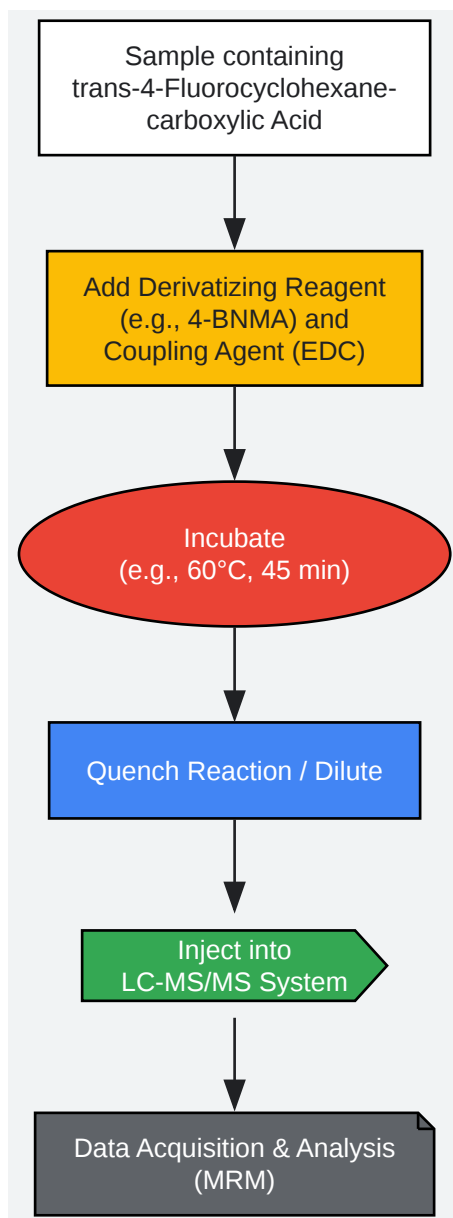 Sample containing
trans-4-Fluorocyclohexane-
carboxylic Acid
Add Derivatizing Reagent
(e.g., 4-BNMA) and
Coupling Agent (EDC)
Incubate
(e.g., 60°C, 45 min)
Quench Reaction / Dilute
Inject into
LC-MS/MS System
Data Acquisition & Analysis
(MRM)